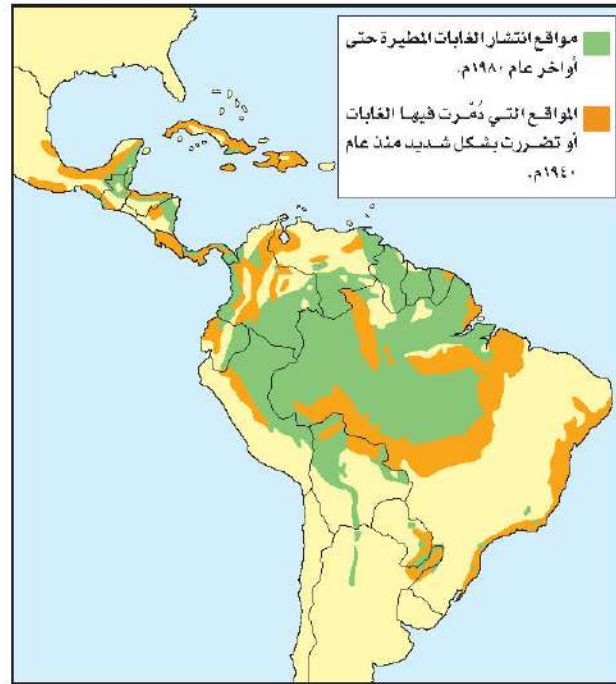 مواقع انتشار الغابات المطيرة حتى
أواخر عام ١٩٨٠م.
المواقع التي دُمّرت فيها الغابات
أو تضررت بشكل شديد منذ عام
١٩٤٠م.